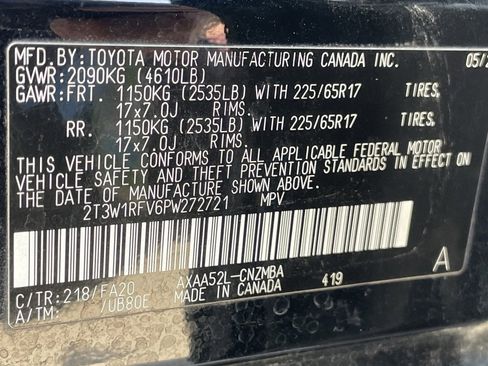 MFD.BY:TOYOTA MOTOR MANUFACTURING CANADA INC. 05/2
GVWR:2090KG (4610LB)
GAWR:FRT. 1150KG (2535LB) WITH 225/65R17 TIRES,
17x7.0J RIMS.
RR. 1150KG (2535LB) WITH 225/65R17 TIRES,
17x7.0J RIMS.
THIS VEHICLE CONFORMS TO ALL APPLICABLE FEDERAL MOTOR
VEHICLE SAFETY AND THEFT PREVENTION STANDARDS IN EFFECT ON
THE DATE OF MANUFACTURE SHOWN ABOVE.
2T3W1RFV6PW272721 MPV
C/TR:218/FA20 AXAA52L-CNZMBA 419 A
A/TM: /UB80E MADE IN CANADA